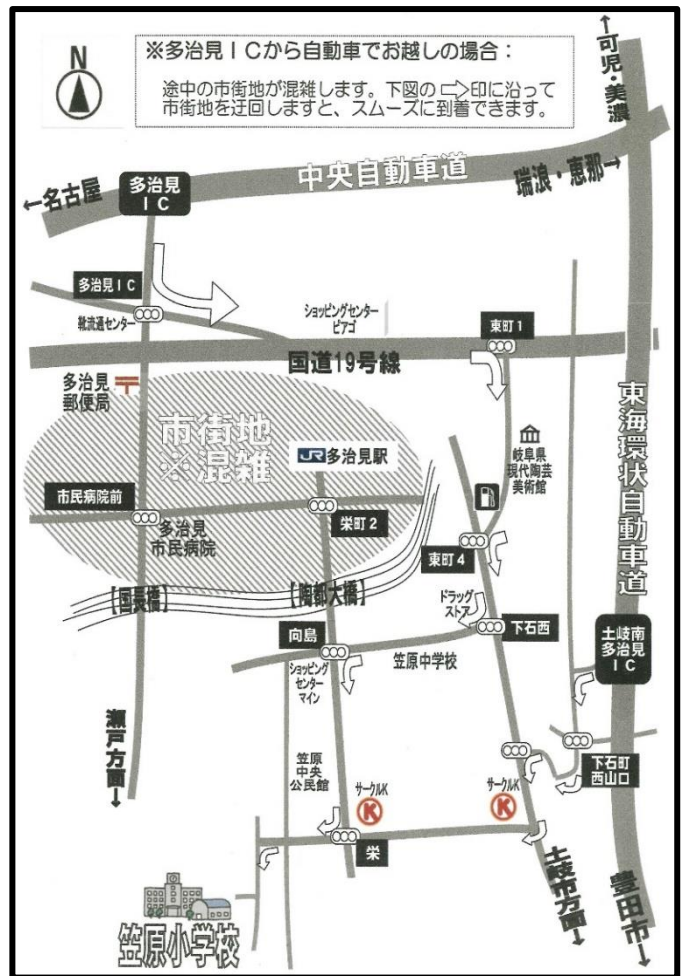 N
※多治見ICから自動車でお越しの場合:
途中の市街地が混雑します。下図の⇨印に沿って
市街地を迂回しますと、スムーズに到着できます。
↑可児・美濃
中央自動車道
瑞浪・恵那→
←名古屋
多治見
IC
多治見IC
靴流通センター
ショッピングセンター
ピアゴ
東町1
国道19号線
多治見
郵便局
市街地
※混雑
JR多治見駅
岐阜県
現代陶芸
美術館
東海環状自動車道
市民病院前
栄町2
多治見
市民病院
東町4
【国長橋】
【陶都大橋】
ドラッグ
ストア
下石西
向島
笠原中学校
土岐南
多治見
IC
ショッピング
センター
マイン
瀬戸方面→
笠原
中央
公民館
サークルK
K
サークルK
K
下石町
西山口
栄
土岐市方面→
豊田市→
笠原小学校